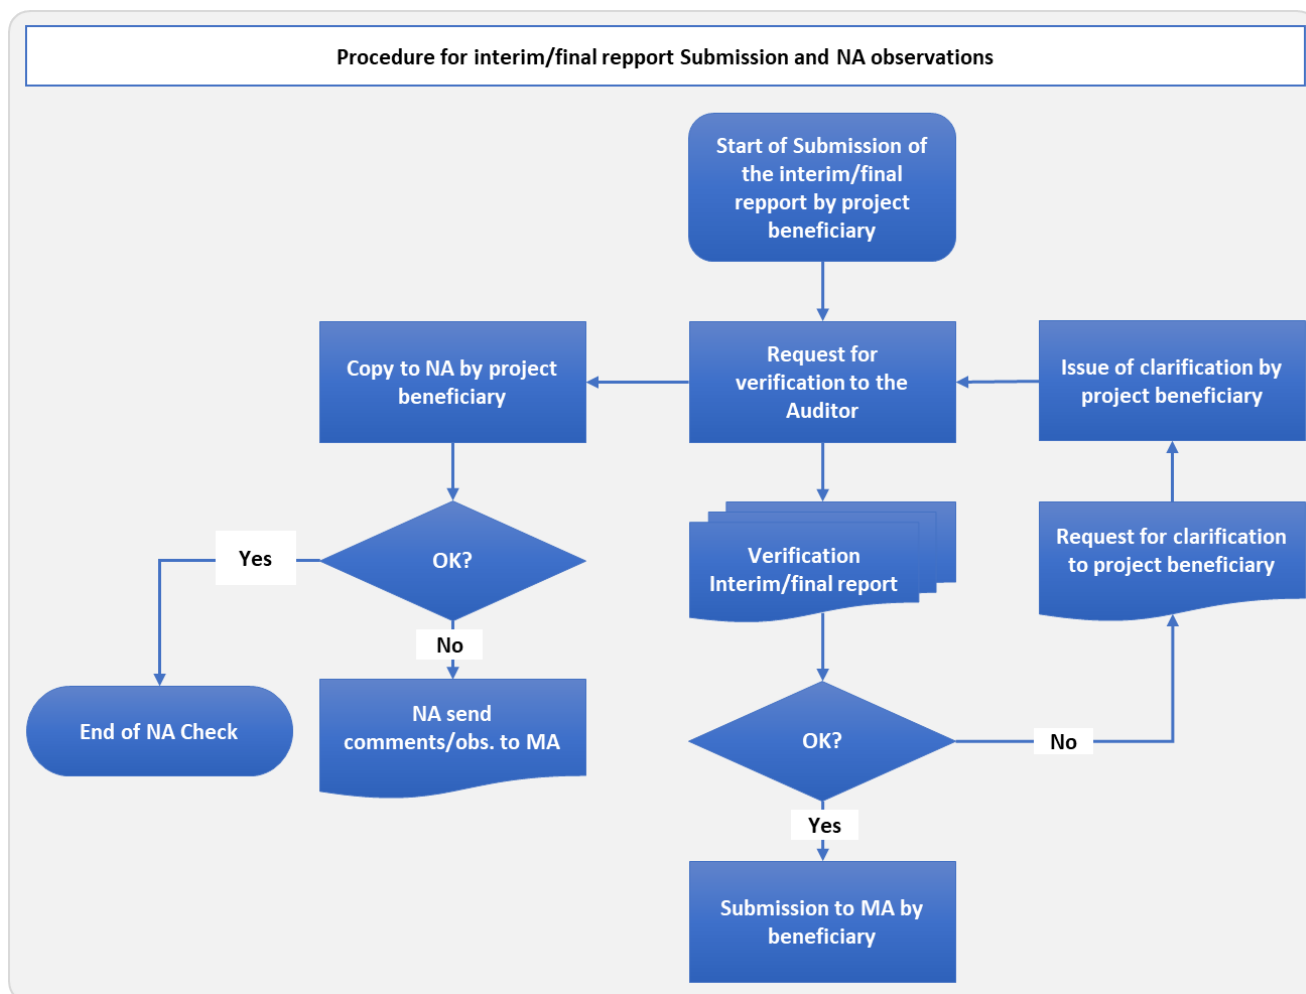 Procedure for interim/final repport Submission and NA observations
Start of Submission of
the interim/final
repport by project
beneficiary
Copy to NA by project
beneficiary
Request for
verification to the
Auditor
Issue of clarification by
project beneficiary
Yes
OK?
Verification
Interim/final report
Request for clarification
to project beneficiary
No
End of NA Check
NA send
comments/obs. to MA
OK?
No
Yes
Submission to MA by
beneficiary